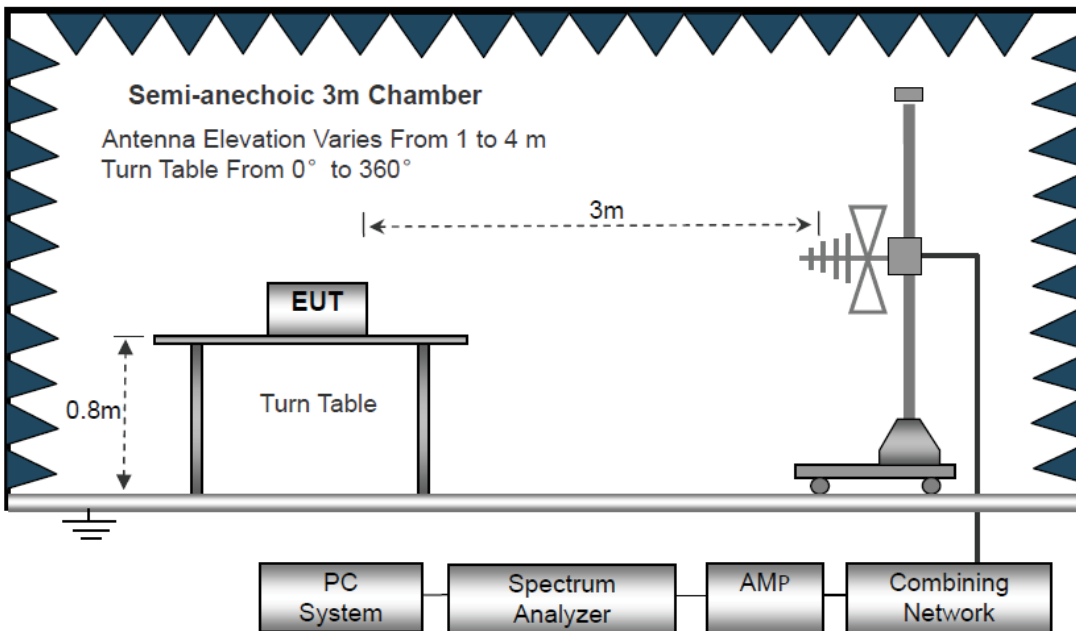 Semi-anechoic 3m Chamber
Antenna Elevation Varies From 1 to 4 m
Turn Table From 0° to 360°
3m
EUT
0.8m
Turn Table
PC
System
Spectrum
Analyzer
AMP
Combining
Network